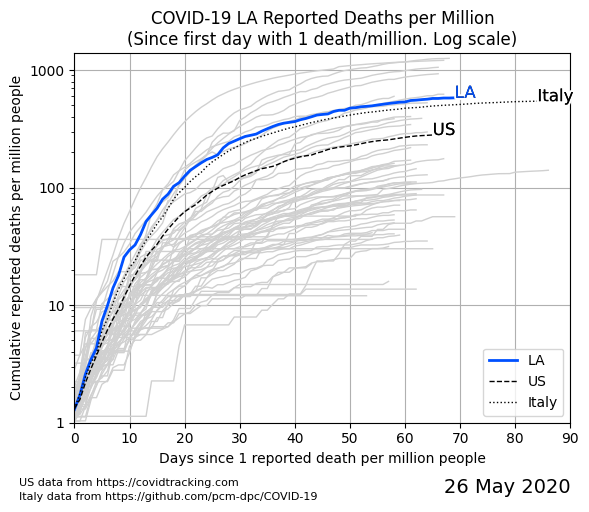 COVID-19 LA Reported Deaths per Million
(Since first day with 1 death/million. Log scale)
Cumulative reported deaths per million people
1000
100
10
1
LA
Italy
US
LA
US
Italy
0 10 20 30 40 50 60 70 80 90
Days since 1 reported death per million people
US data from https://covidtracking.com
Italy data from https://github.com/pcm-dpc/COVID-19
26 May 2020